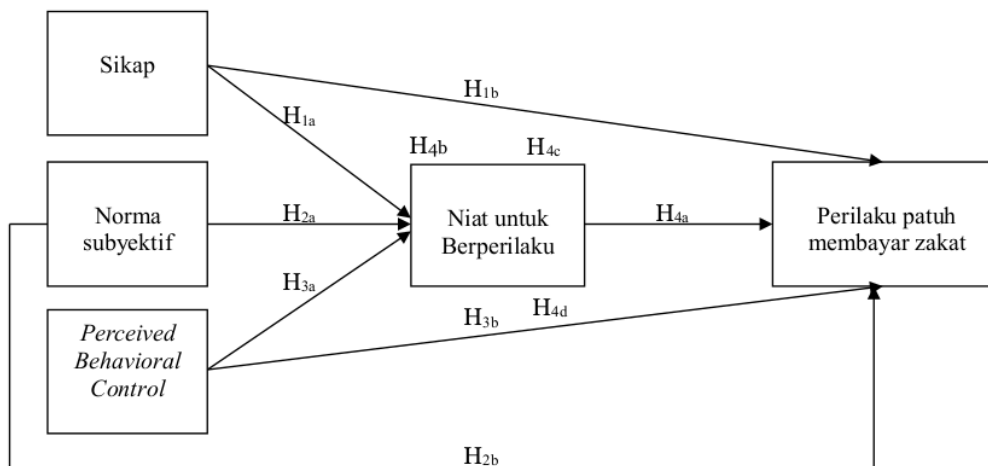 Sikap
H1b
H1a
H4b
H4c
Norma
subyektif
H2a
Niat untuk
Berperilaku
H4a
Perilaku patuh
membayar zakat
H3a
Perceived
Behavioral
Control
H3b
H4d
H2b